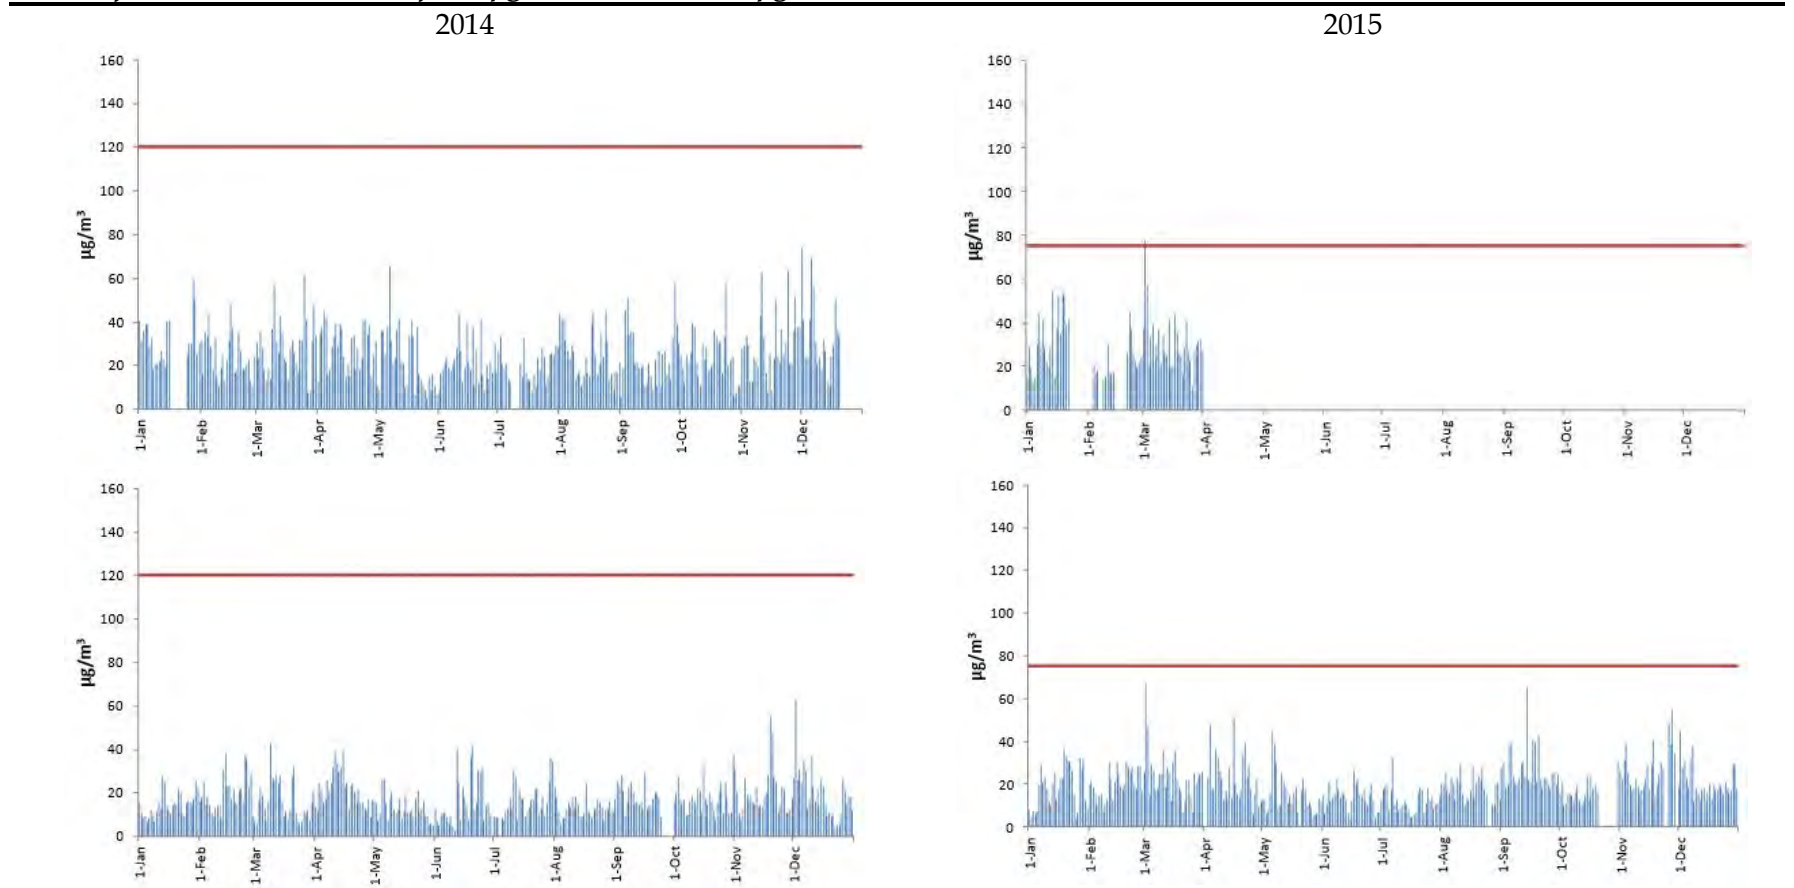 2014
2015
160
140
120
100
80
60
40
20
0
µg/m³
1-Jan
1-Feb
1-Mar
1-Apr
1-May
1-Jun
1-Jul
1-Aug
1-Sep
1-Oct
1-Nov
1-Dec
160
140
120
100
80
60
40
20
0
µg/m³
1-Jan
1-Feb
1-Mar
1-Apr
1-May
1-Jun
1-Jul
1-Aug
1-Sep
1-Oct
1-Nov
1-Dec
160
140
120
100
80
60
40
20
0
µg/m³
1-Jan
1-Feb
1-Mar
1-Apr
1-May
1-Jun
1-Jul
1-Aug
1-Sep
1-Oct
1-Nov
1-Dec
160
140
120
100
80
60
40
20
0
µg/m³
1-Jan
1-Feb
1-Mar
1-Apr
1-May
1-Jun
1-Jul
1-Aug
1-Sep
1-Oct
1-Nov
1-Dec